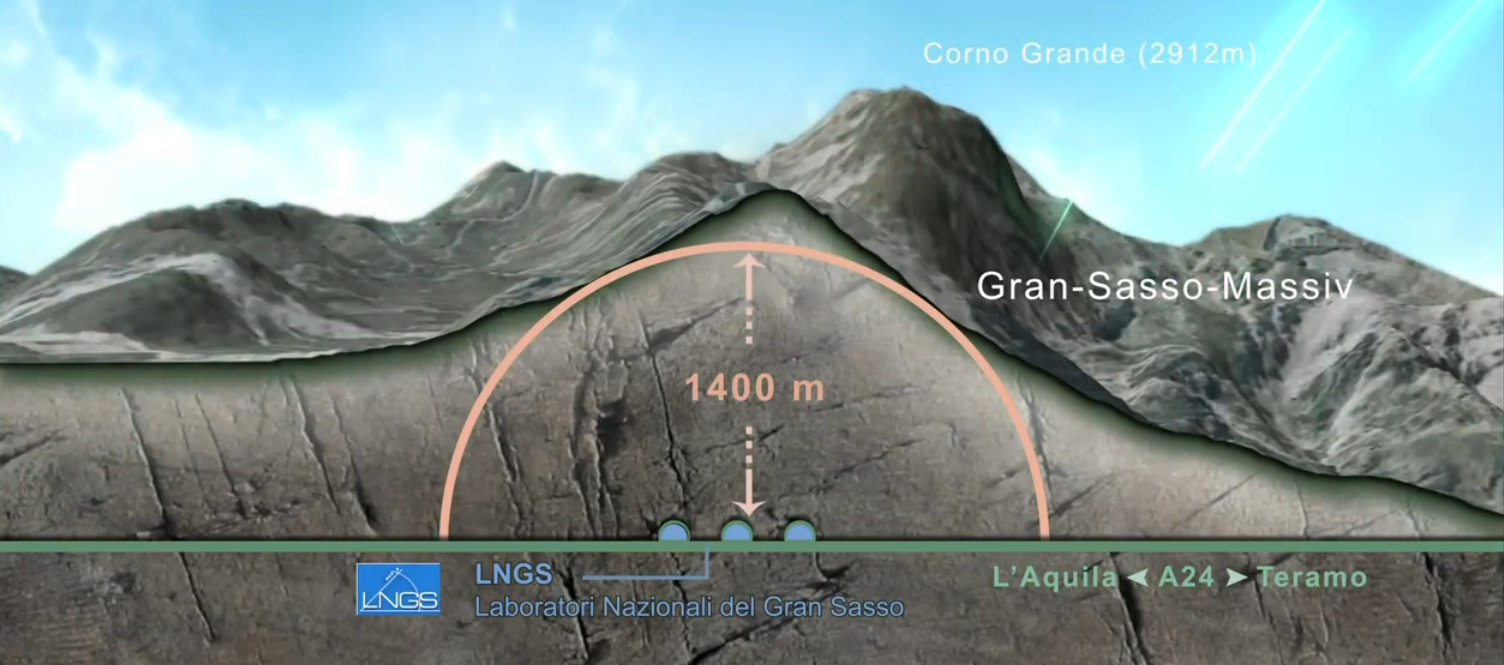 Corno Grande (2912m)
Gran-Sasso-Massiv
1400 m
LNGS
LNGS
Laboratori Nazionali del Gran Sasso
L'Aquila ◄ A24 ► Teramo